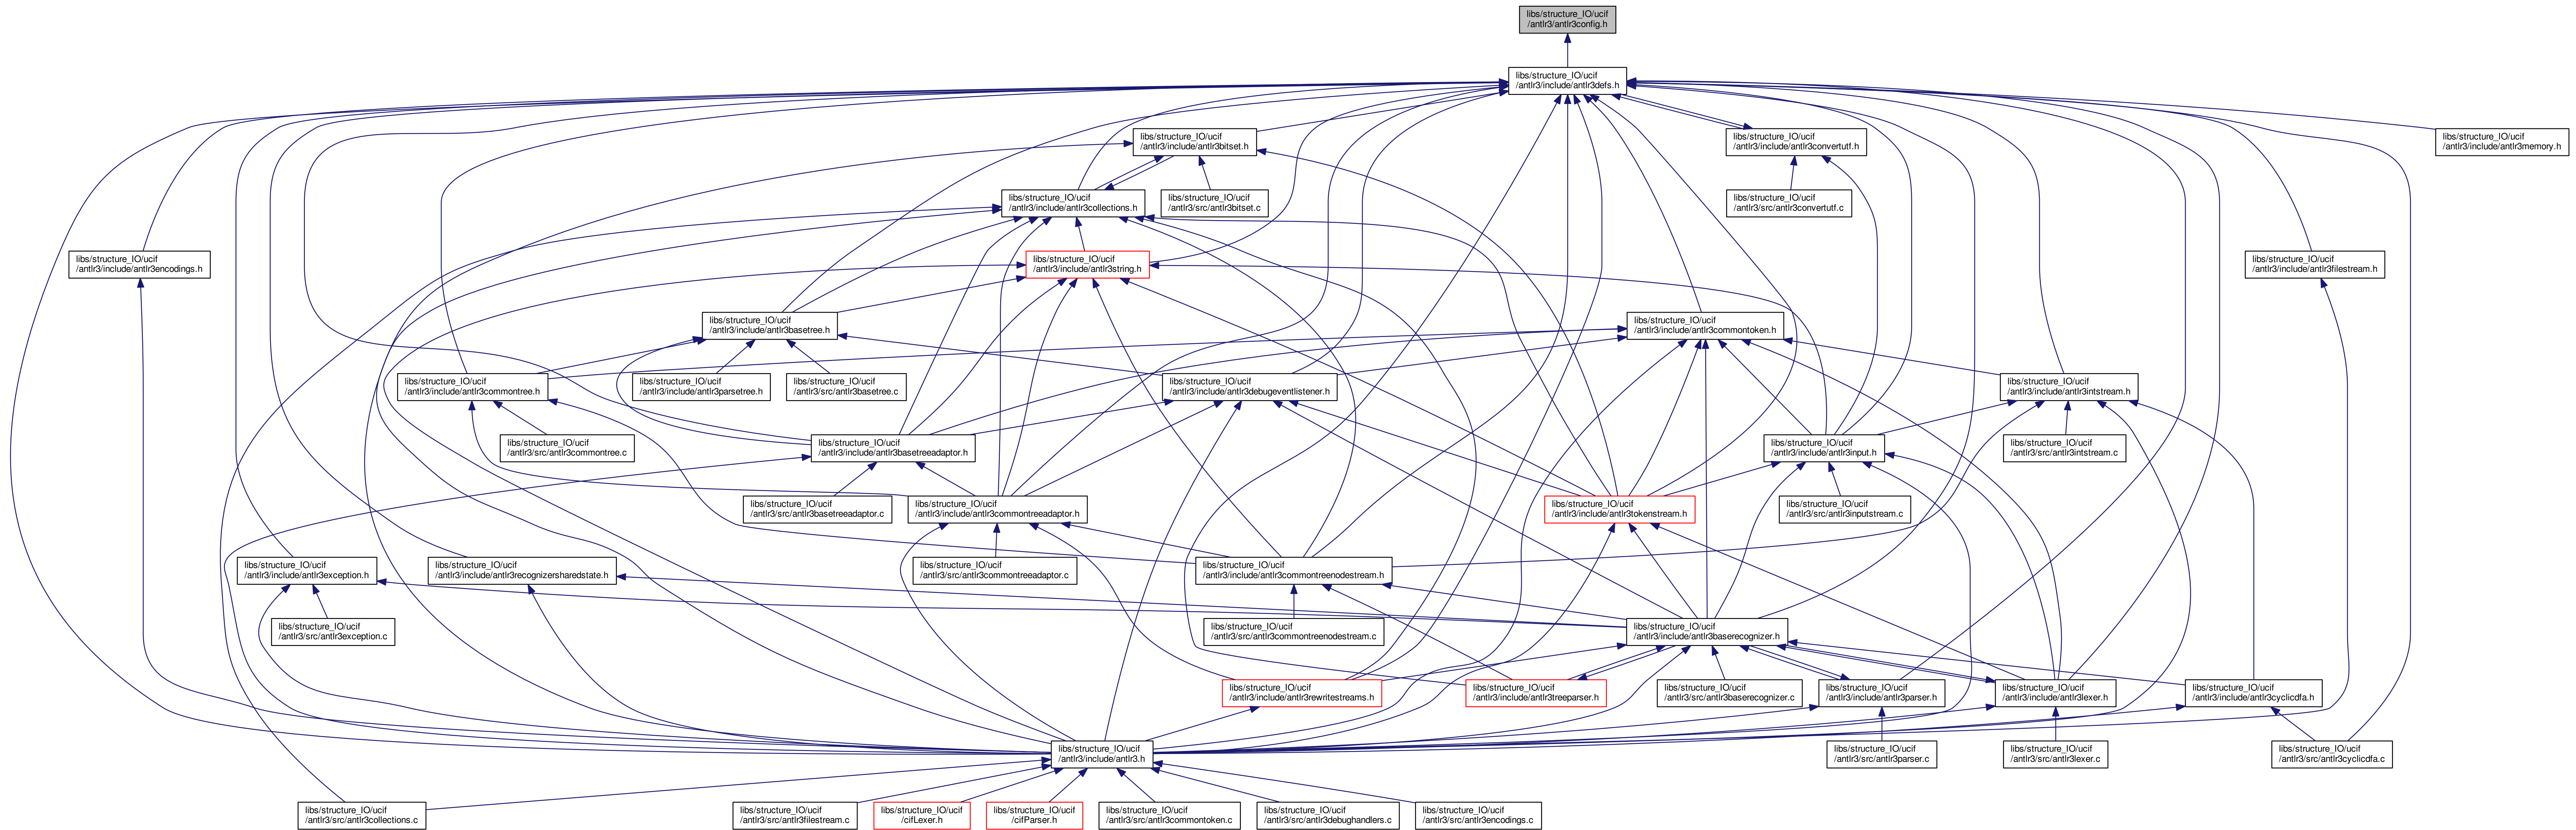 libs/structure_IO/ucif
/antlr3/antlr3config.h
libs/structure_IO/ucif
/antlr3/include/antlr3defs.h
libs/structure_IO/ucif
/antlr3/include/antlr3bitset.h
libs/structure_IO/ucif
/antlr3/include/antlr3convertutf.h
libs/structure_IO/ucif
/antlr3/include/antlr3memory.h
libs/structure_IO/ucif
/antlr3/include/antlr3collections.h
libs/structure_IO/ucif
/antlr3/src/antlr3bitset.c
libs/structure_IO/ucif
/antlr3/src/antlr3convertutf.c
libs/structure_IO/ucif
/antlr3/include/antlr3encodings.h
libs/structure_IO/ucif
/antlr3/include/antlr3string.h
libs/structure_IO/ucif
/antlr3/include/antlr3filestream.h
libs/structure_IO/ucif
/antlr3/include/antlr3basetree.h
libs/structure_IO/ucif
/antlr3/include/antlr3commontoken.h
libs/structure_IO/ucif
/antlr3/include/antlr3commontree.h
libs/structure_IO/ucif
/antlr3/include/antlr3parsetree.h
libs/structure_IO/ucif
/antlr3/src/antlr3basetree.c
libs/structure_IO/ucif
/antlr3/include/antlr3debugeventlistener.h
libs/structure_IO/ucif
/antlr3/include/antlr3intstream.h
libs/structure_IO/ucif
/antlr3/src/antlr3commontree.c
libs/structure_IO/ucif
/antlr3/include/antlr3basetreeadaptor.h
libs/structure_IO/ucif
/antlr3/include/antlr3input.h
libs/structure_IO/ucif
/antlr3/src/antlr3intstream.c
libs/structure_IO/ucif
/antlr3/src/antlr3basetreeadaptor.c
libs/structure_IO/ucif
/antlr3/include/antlr3commontreeadaptor.h
libs/structure_IO/ucif
/antlr3/include/antlr3tokenstream.h
libs/structure_IO/ucif
/antlr3/src/antlr3inputstream.c
libs/structure_IO/ucif
/antlr3/include/antlr3exception.h
libs/structure_IO/ucif
/antlr3/include/antlr3recognizersharedstate.h
libs/structure_IO/ucif
/antlr3/src/antlr3commontreeadaptor.c
libs/structure_IO/ucif
/antlr3/include/antlr3commontreenodestream.h
libs/structure_IO/ucif
/antlr3/src/antlr3exception.c
libs/structure_IO/ucif
/antlr3/src/antlr3commontreenodestream.c
libs/structure_IO/ucif
/antlr3/include/antlr3baserecognizer.h
libs/structure_IO/ucif
/antlr3/include/antlr3rewritestreams.h
libs/structure_IO/ucif
/antlr3/include/antlr3treeparser.h
libs/structure_IO/ucif
/antlr3/src/antlr3baserecognizer.c
libs/structure_IO/ucif
/antlr3/include/antlr3parser.h
libs/structure_IO/ucif
/antlr3/include/antlr3lexer.h
libs/structure_IO/ucif
/antlr3/include/antlr3cyclicdfa.h
libs/structure_IO/ucif
/antlr3/include/antlr3.h
libs/structure_IO/ucif
/antlr3/src/antlr3parser.c
libs/structure_IO/ucif
/antlr3/src/antlr3lexer.c
libs/structure_IO/ucif
/antlr3/src/antlr3cyclicdfa.c
libs/structure_IO/ucif
/antlr3/src/antlr3collections.c
libs/structure_IO/ucif
/antlr3/src/antlr3filestream.c
libs/structure_IO/ucif
/cifLexer.h
libs/structure_IO/ucif
/cifParser.h
libs/structure_IO/ucif
/antlr3/src/antlr3commontoken.c
libs/structure_IO/ucif
/antlr3/src/antlr3debughandlers.c
libs/structure_IO/ucif
/antlr3/src/antlr3encodings.c